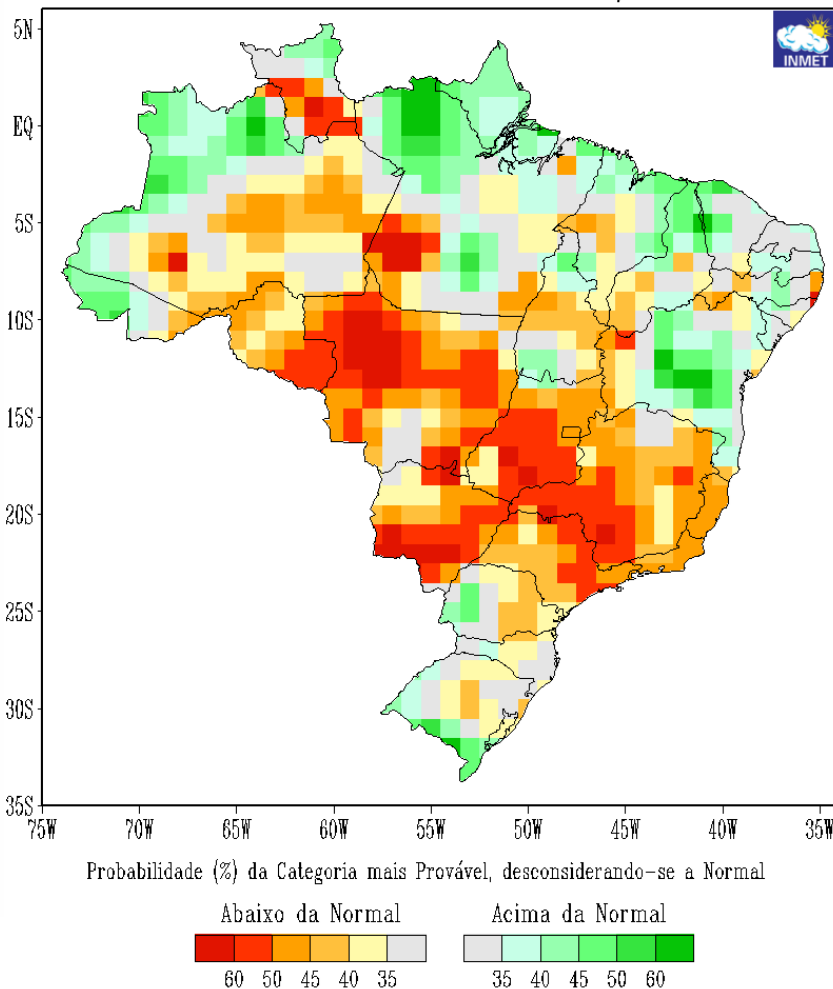 INMET
5N
EQ
5S
10S
15S
20S
25S
30S
35S
75W 70W 65W 60W 55W 50W 45W 40W 35W
Probabilidade (%) da Categoria mais Provável, desconsiderando-se a Normal
Abaixo da Normal Acima da Normal
60 50 45 40 35 35 40 45 50 60